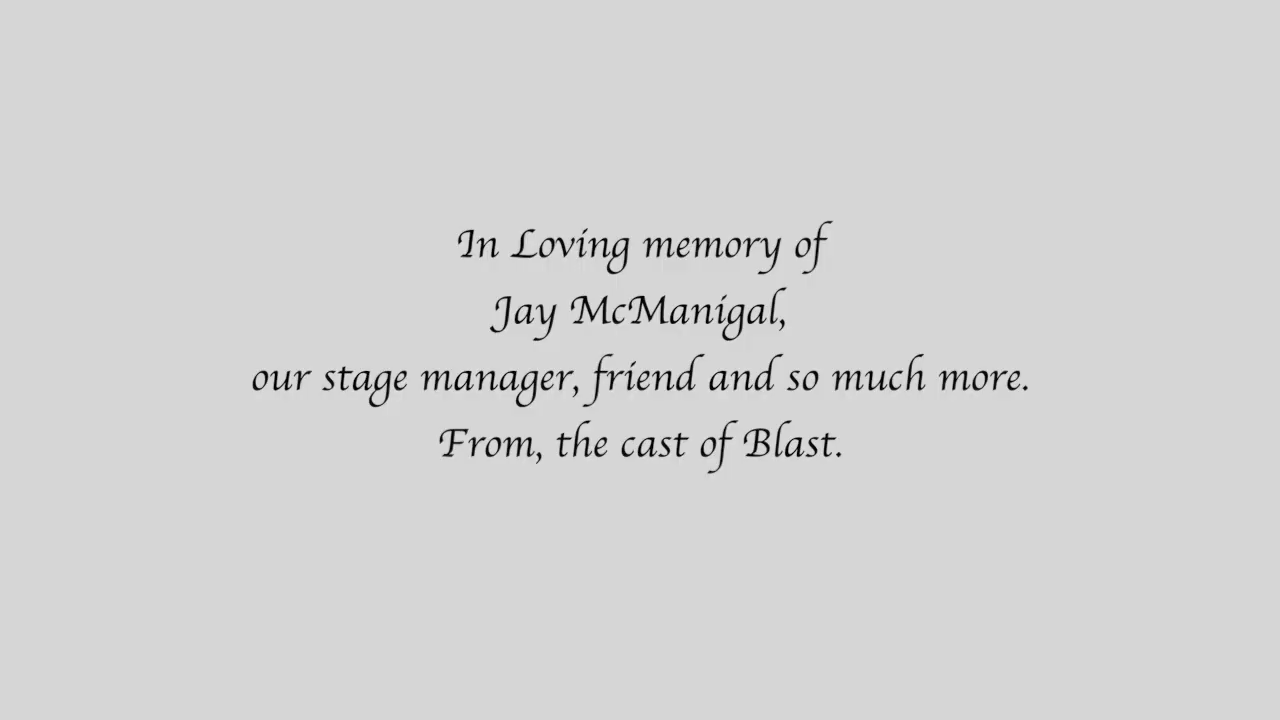 In Loving memory of
Jay McManigal,
our stage manager, friend and so much more.
From, the cast of Blast.